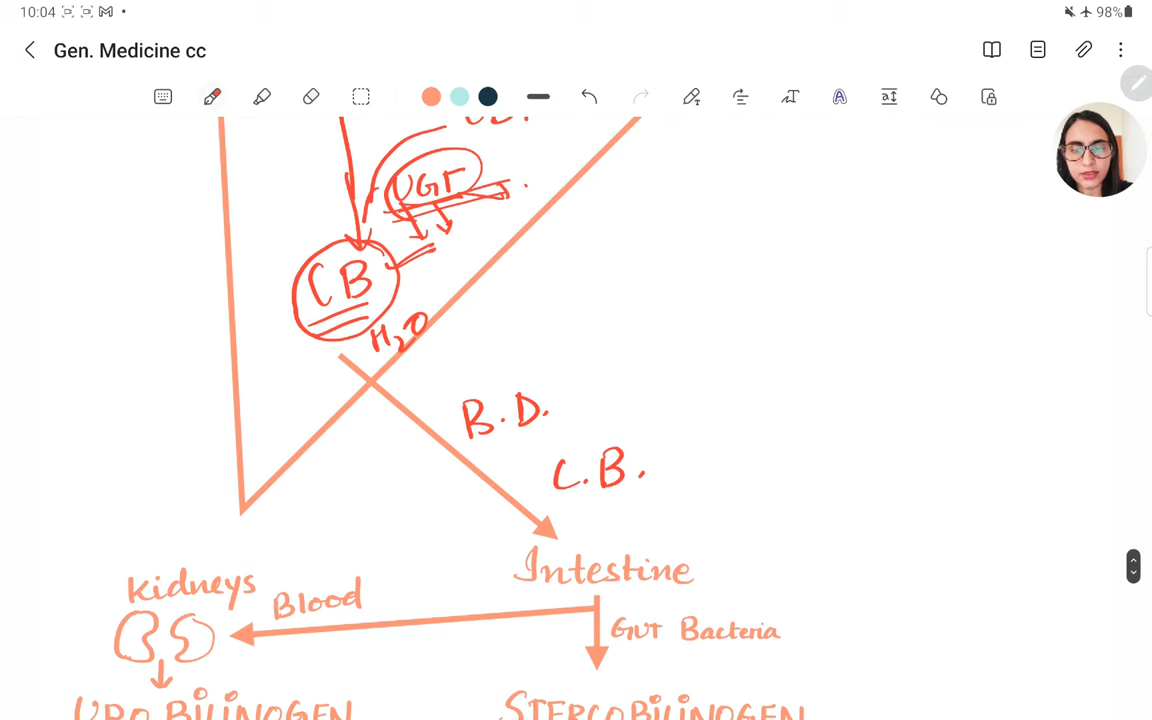 10:04
98%
Gen. Medicine cc
UGT
CB
H₂O
B.D.
C.B.
Intestine
Kidneys
Blood
GUT Bacteria
UROBILINOGEN
STERCOBILINOGEN